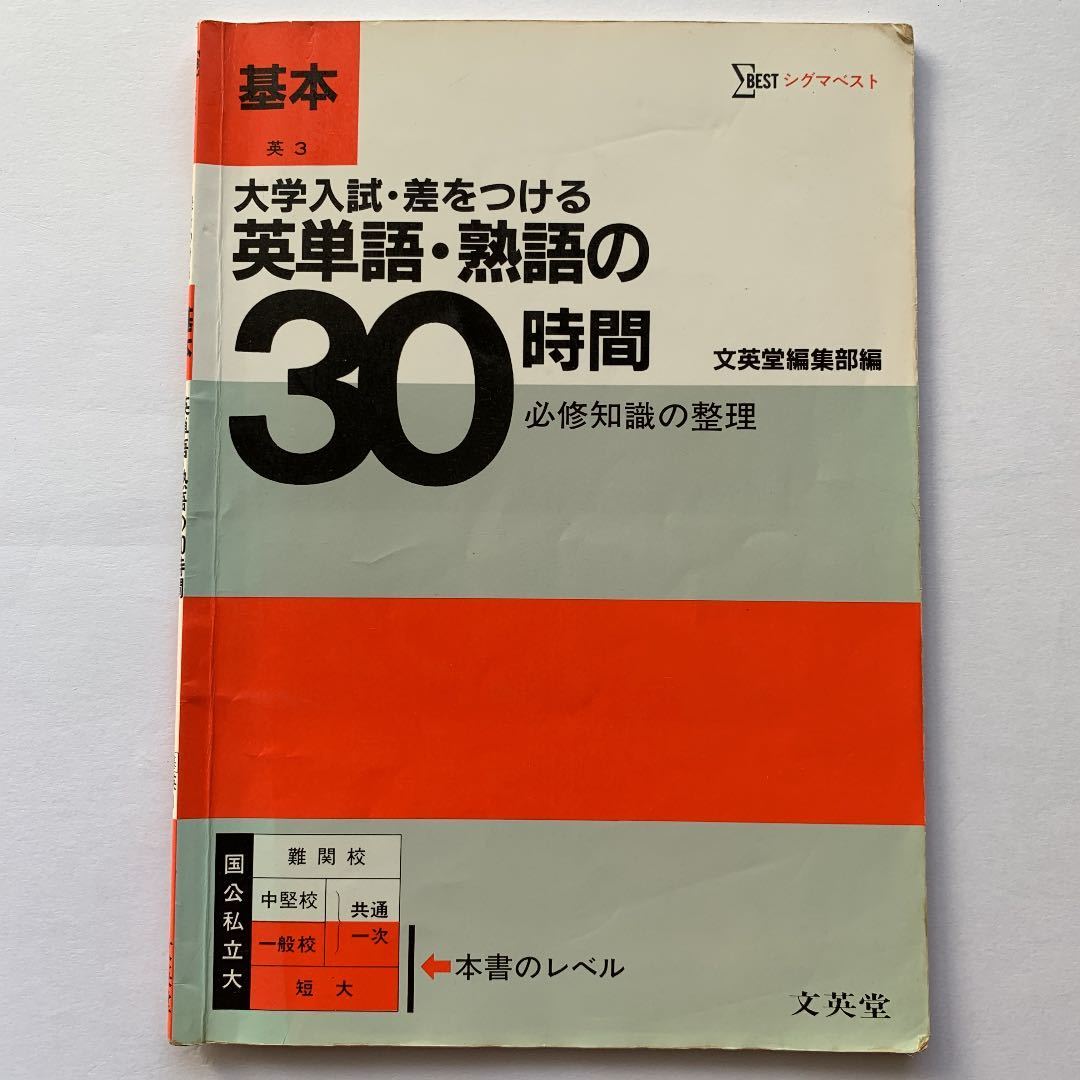 基本
英3
ΣBEST シグマベスト
大学入試・差をつける
英単語・熟語の
30時間
文英堂編集部編
必修知識の整理
国公私立大
難関校
中堅校
共通一次
一般校
短大
←本書のレベル
文英堂